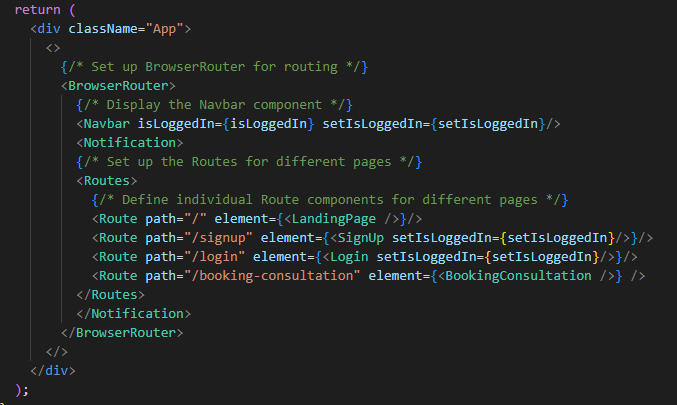 return (
<div className="App">
<>
{/* Set up BrowserRouter for routing */}
<BrowserRouter>
{/* Display the Navbar component */}
<Navbar isLoggedIn={isLoggedIn} setIsLoggedIn={setIsLoggedIn}/>
<Notification>
{/* Set up the Routes for different pages */}
<Routes>
{/* Define individual Route components for different pages */}
<Route path="/" element={<LandingPage />}/>
<Route path="/signup" element={<SignUp setIsLoggedIn={setIsLoggedIn}/>}/>
<Route path="/login" element={<Login setIsLoggedIn={setIsLoggedIn}/>}/>
<Route path="/booking-consultation" element={<BookingConsultation />} />
</Routes>
</Notification>
</BrowserRouter>
</>
</div>
);